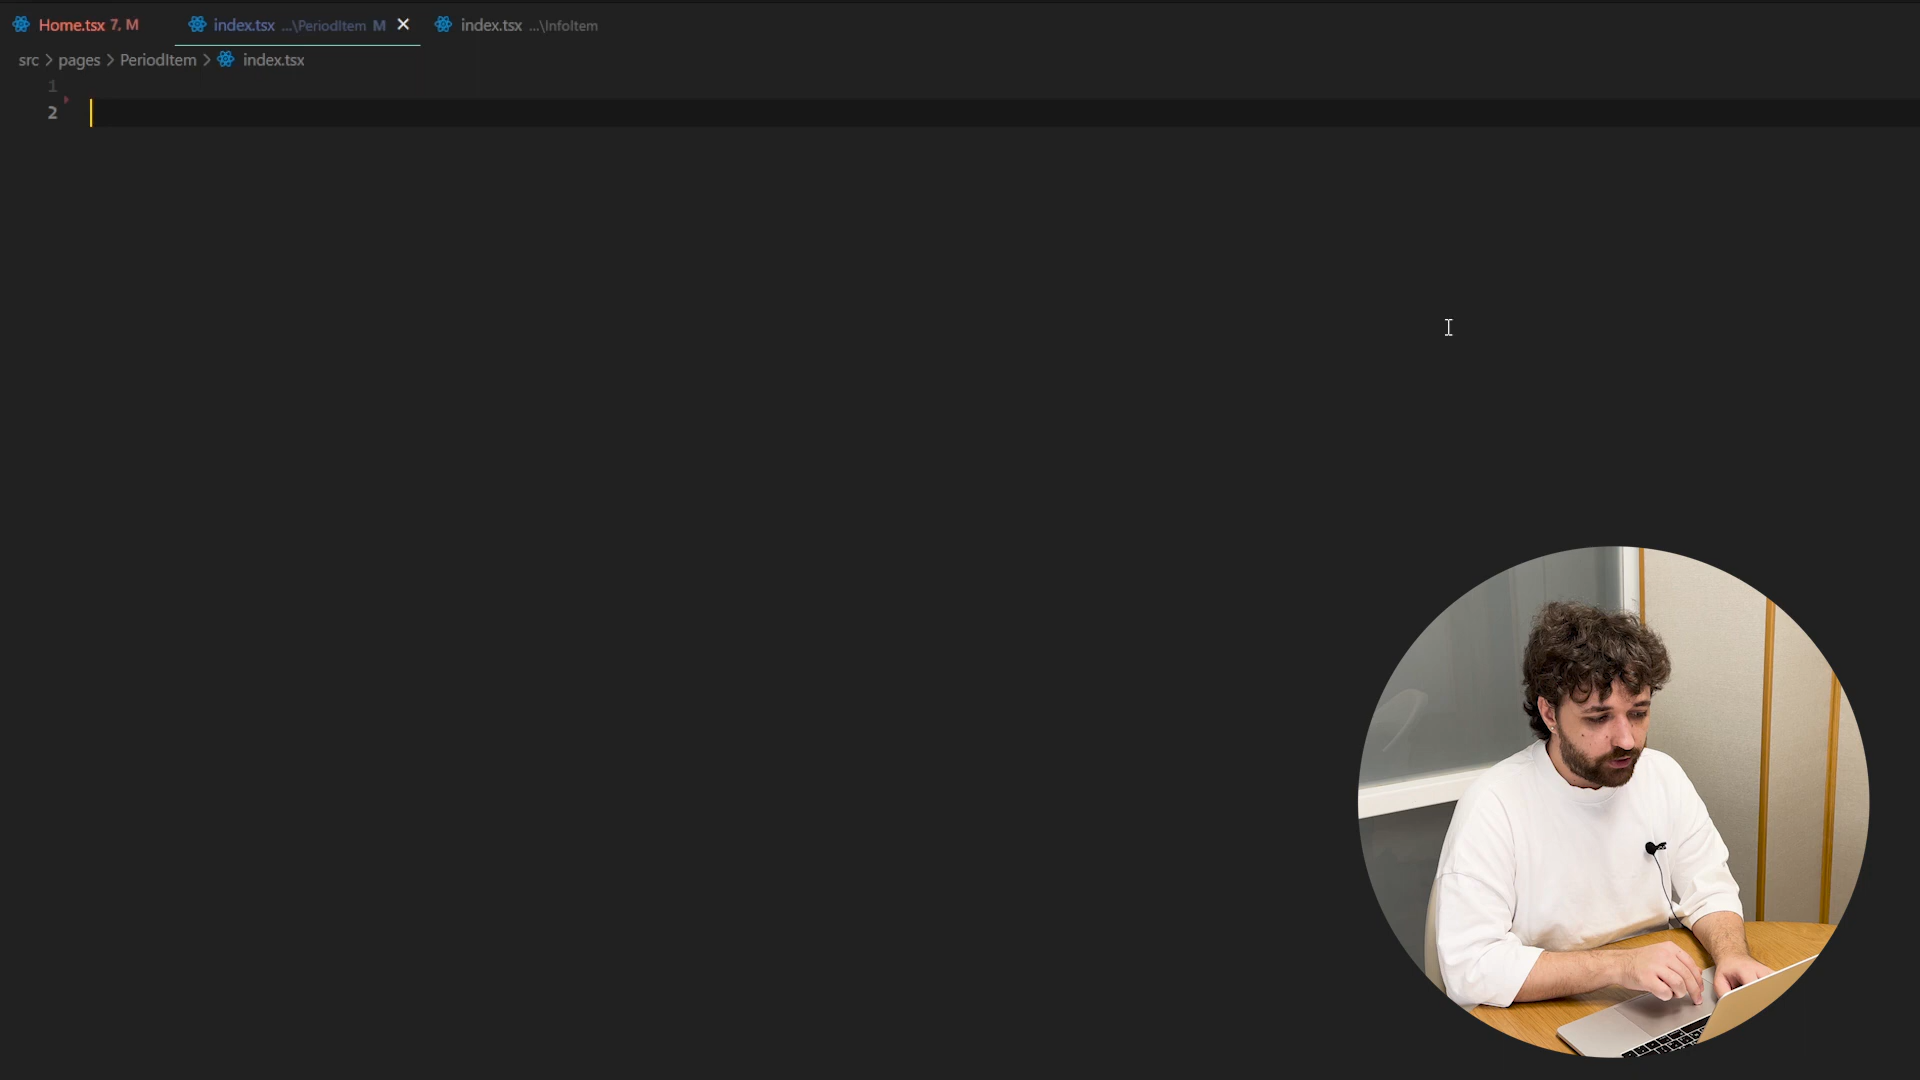 Home.tsx 7, M
index.tsx ...\PeriodItem M
index.tsx ...\InfoItem
src > pages > PeriodItem > index.tsx
1
2